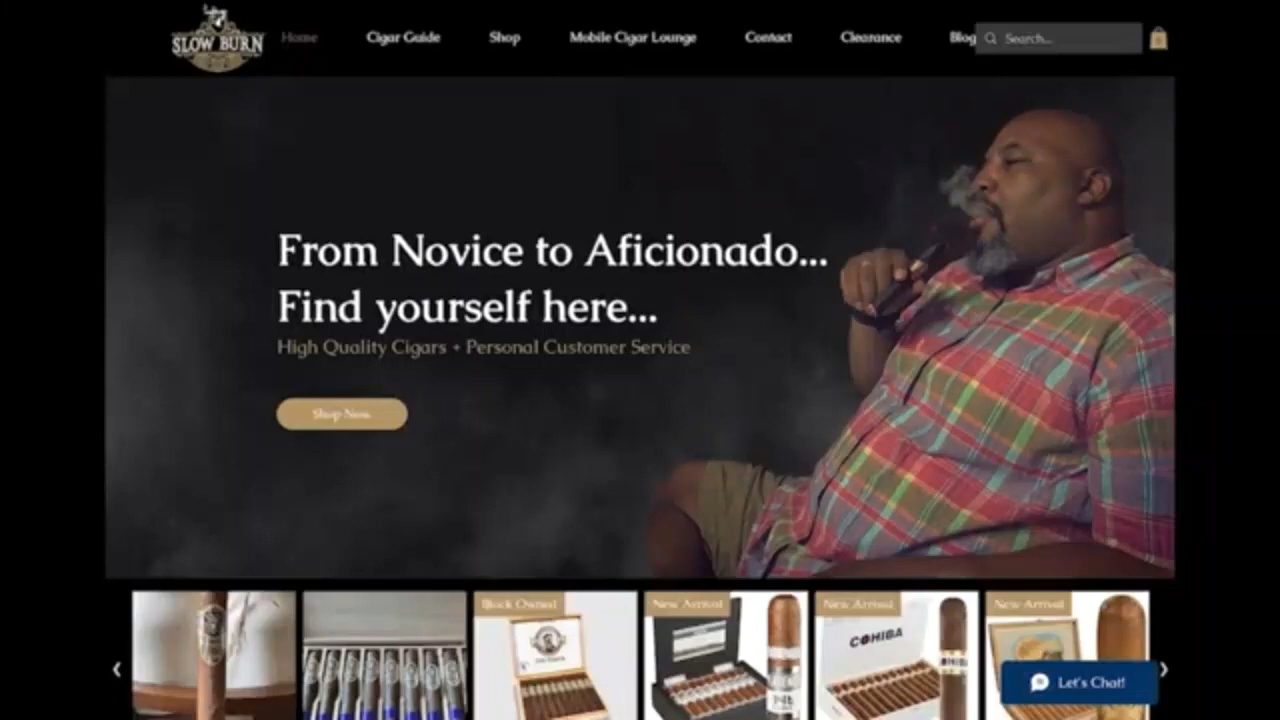 SLOW BURN
Home
Cigar Guide
Shop
Mobile Cigar Lounge
Contact
Clearance
Blog
Search...
From Novice to Aficionado...
Find yourself here...
High Quality Cigars + Personal Customer Service
Shop Now
Black Owned
New Arrival
New Arrival
New Arrival
COHIBA
Let's Chat!